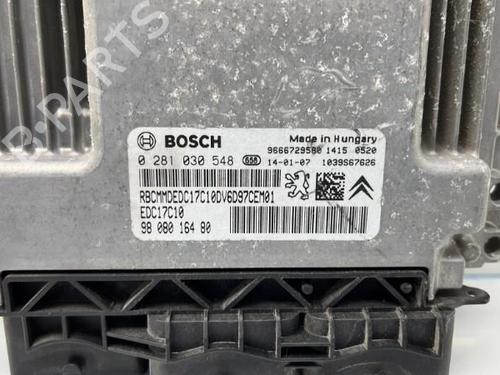 B-PARTS
BOSCH
Made in Hungary
0 281 030 548 658
9666729580 1415 0520
14-01-07 1039S67626
RBCMMDEDC17C10DV6D97CEM01
EDC17C10
98 080 164 80